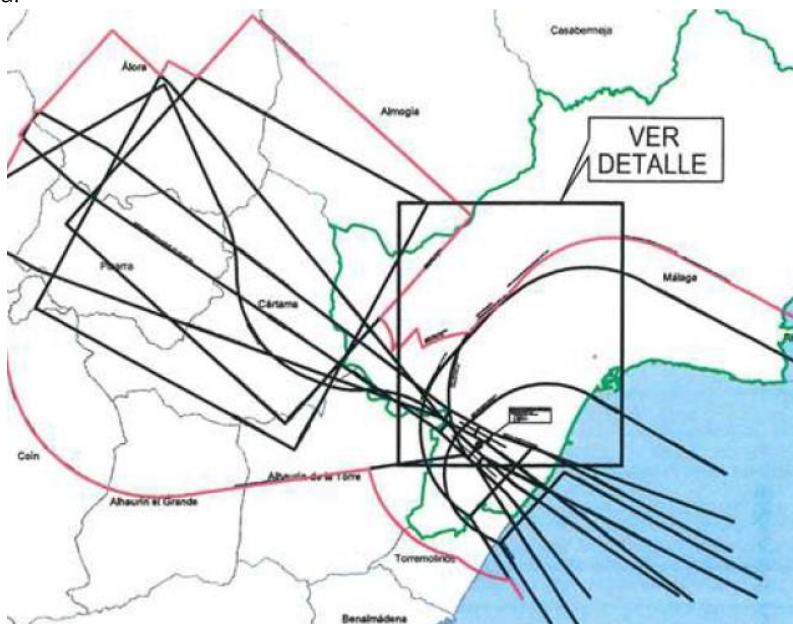 a.
Casabermeja
Álora
Almogía
VER
DETALLE
Pizarra
Málaga
Cártama
Coín
Alhaurín de la Torre
Alhaurín el Grande
Torremolinos
Benalmádena